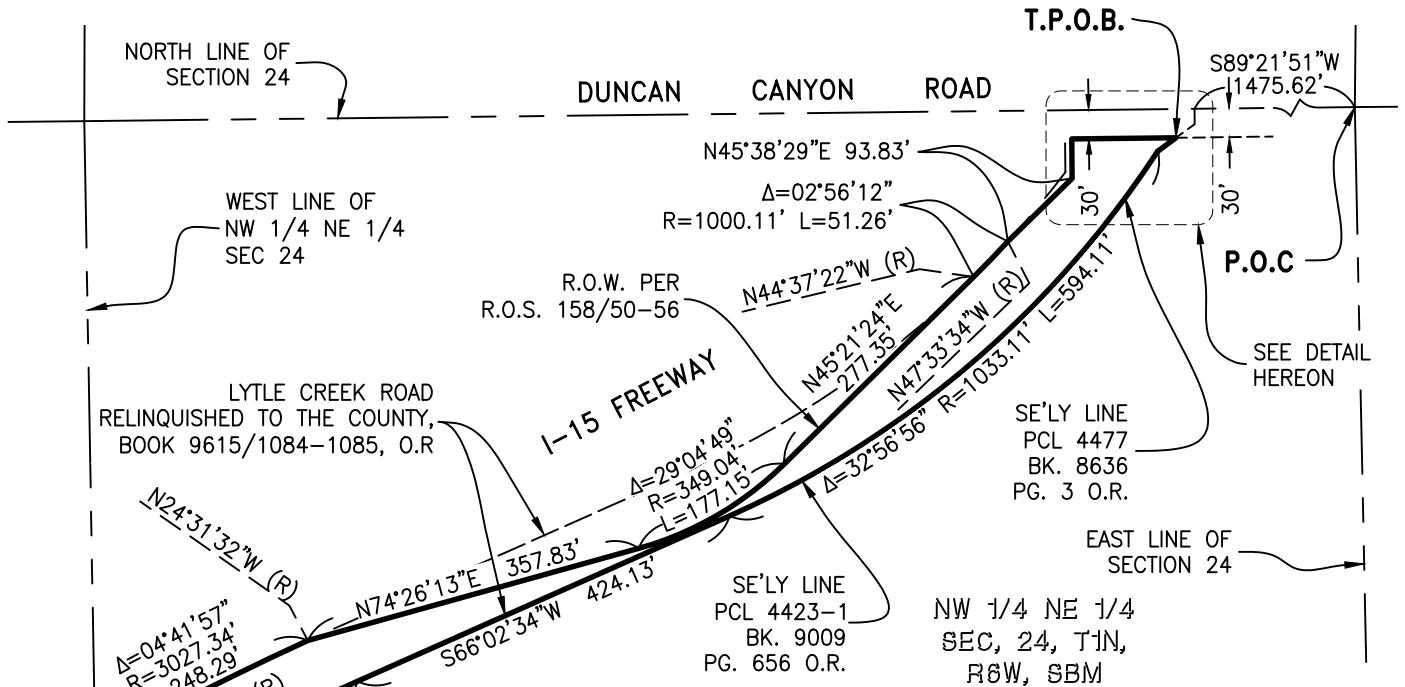 T.P.O.B.
NORTH LINE OF
SECTION 24
S89°21'51"W
1475.62'
DUNCAN CANYON ROAD
N45°38'29"E 93.83'
Δ=02°56'12"
R=1000.11' L=51.26'
WEST LINE OF
NW 1/4 NE 1/4
SEC 24
30'
30'
P.O.C
N44°37'22"W (R)
R.O.W. PER
R.O.S. 158/50-56
N45°21'24"E
277.35'
N47°33'34"W (R)
R=1033.11' L=594.11'
Δ=32°56'56"
SEE DETAIL
HEREON
I-15 FREEWAY
LYTLE CREEK ROAD
RELINQUISHED TO THE COUNTY,
BOOK 9615/1084-1085, O.R
SE'LY LINE
PCL 4477
BK. 8636
PG. 3 O.R.
Δ=29°04'49"
R=349.04'
L=177.15'
N24°31'32"W (R)
EAST LINE OF
SECTION 24
N74°26'13"E 357.83'
S66°02'34"W 424.13'
SE'LY LINE
PCL 4423-1
BK. 9009
PG. 656 O.R.
NW 1/4 NE 1/4
SEC, 24, T1N,
R6W, SBM
Δ=04°41'57"
R=3027.34'
248.29'
(R)